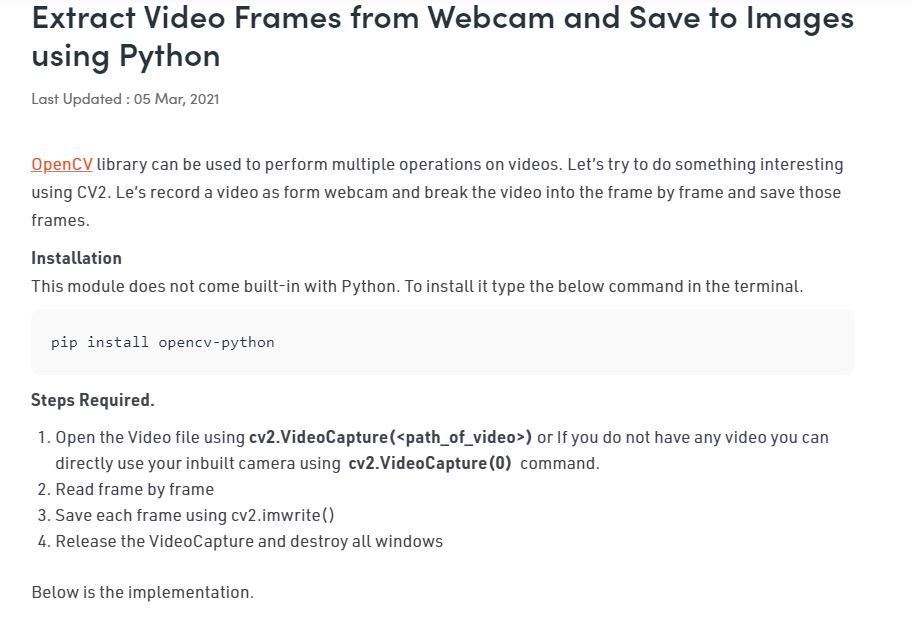 Extract Video Frames from Webcam and Save to Images
using Python
Last Updated : 05 Mar, 2021
OpenCV library can be used to perform multiple operations on videos. Let's try to do something interesting
using CV2. Le's record a video as form webcam and break the video into the frame by frame and save those
frames.
Installation
This module does not come built-in with Python. To install it type the below command in the terminal.
pip install opencv-python
Steps Required.
1. Open the Video file using cv2.VideoCapture(<path_of_video>) or If you do not have any video you can
directly use your inbuilt camera using cv2.VideoCapture(0) command.
2. Read frame by frame
3. Save each frame using cv2.imwrite()
4. Release the VideoCapture and destroy all windows
Below is the implementation.